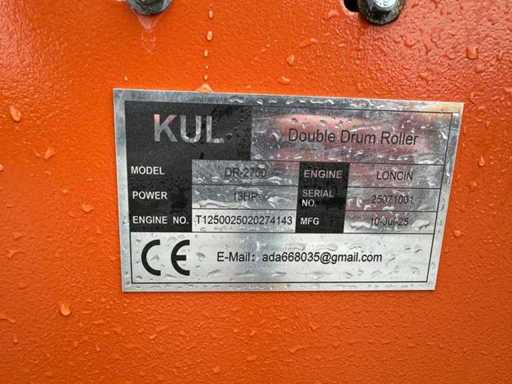 KUL Double Drum Roller
MODEL DR-2700 ENGINE LONCIN
POWER 13HP SERIAL NO. 25071001
ENGINE NO. T1250025020274143 MFG 10-Jul-25
CE E-Mail: ada668035@gmail.com